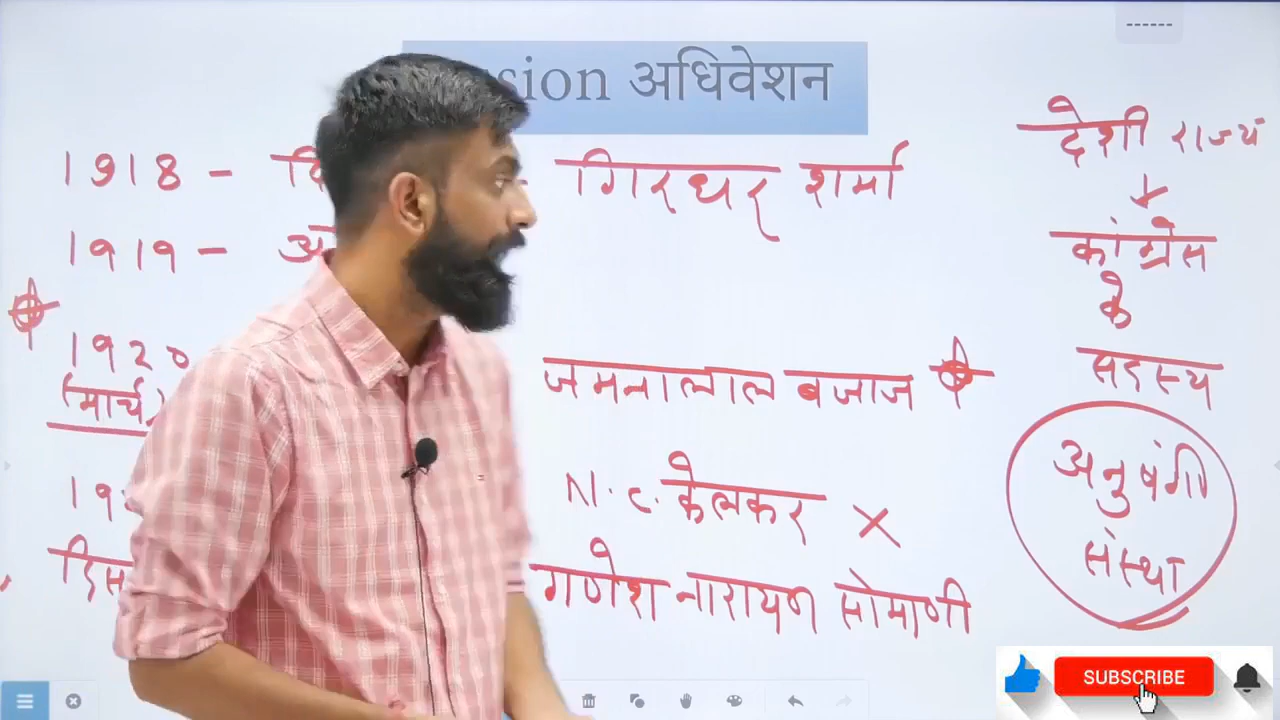 sion अधिवेशन
1918 - गिरधर शर्मा
1919 -
1920 जमनालाल बजाज
(मार्च)
N. C. केलकर ×
गणेश नारायण सोमाणी
देशी राज्य
कांग्रेस
के
सदस्य
अनुषंगी
संस्था
SUBSCRIBE